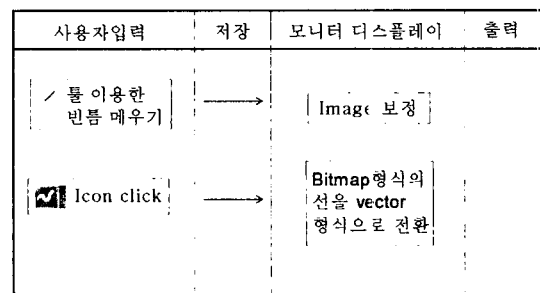 사용자입력 저장 모니터 디스플레이 출력
툴 이용한
빈틈 메우기
Image 보정
Icon click
Bitmap형식의
선을 vector
형식으로 전환